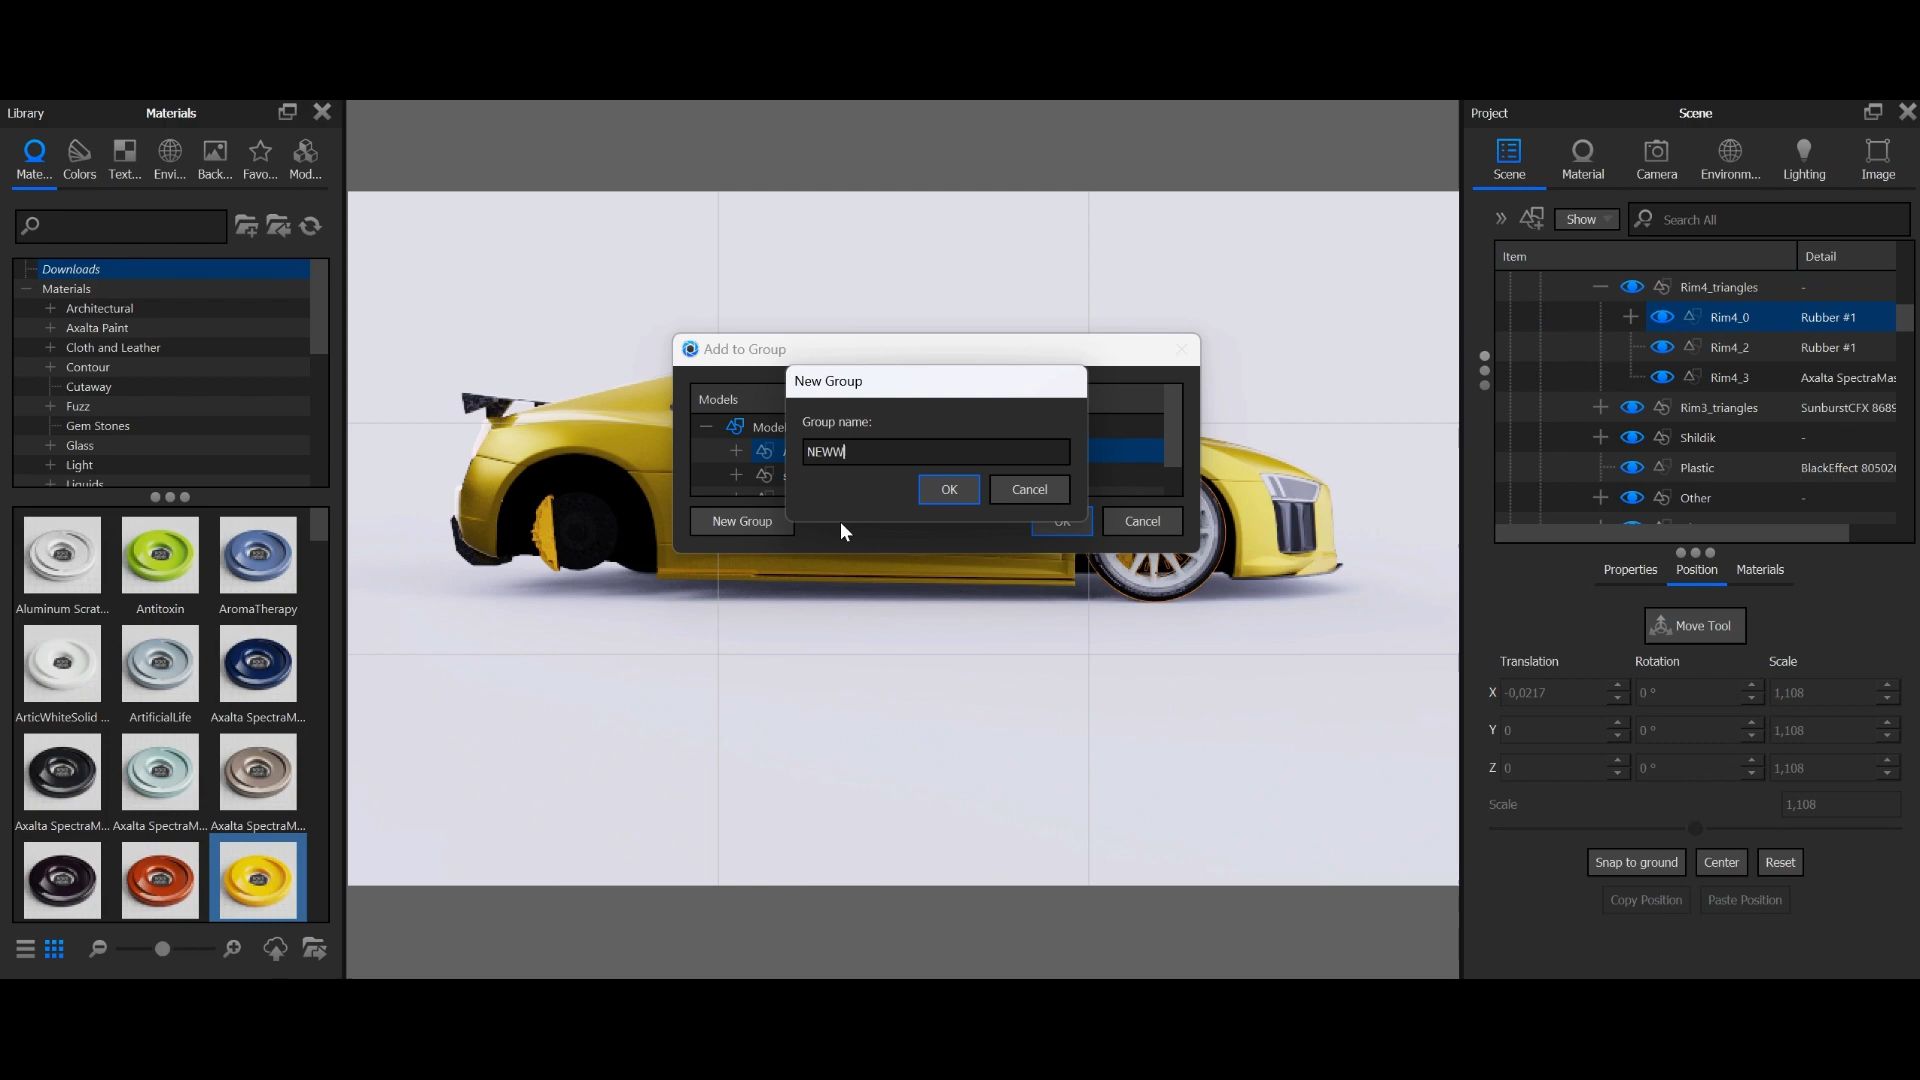 Library
Materials
Mate...
Colors
Text...
Envi...
Back...
Favo...
Mod...
Downloads
Materials
Architectural
Axalta Paint
Cloth and Leather
Contour
Cutaway
Fuzz
Gem Stones
Glass
Light
Liquids
Aluminum Scrat...
Antitoxin
AromaTherapy
ArticWhiteSolid ...
ArtificialLife
Axalta SpectraM...
Axalta SpectraM...
Axalta SpectraM...
Axalta SpectraM...
Add to Group
Models
Model
New Group
Group name:
NEWW
OK
Cancel
New Group
OK
Cancel
Project
Scene
Scene
Material
Camera
Environm...
Lighting
Image
Show
Search All
Item
Detail
Rim4_triangles
-
Rim4_0
Rubber #1
Rim4_2
Rubber #1
Rim4_3
Axalta SpectraMas
Rim3_triangles
SunburstCFX 8689
Shildik
-
Plastic
BlackEffect 805026
Other
-
Properties
Position
Materials
Move Tool
Translation
Rotation
Scale
X
-0,0217
0 °
1,108
Y
0
0 °
1,108
Z
0
0 °
1,108
Scale
1,108
Snap to ground
Center
Reset
Copy Position
Paste Position